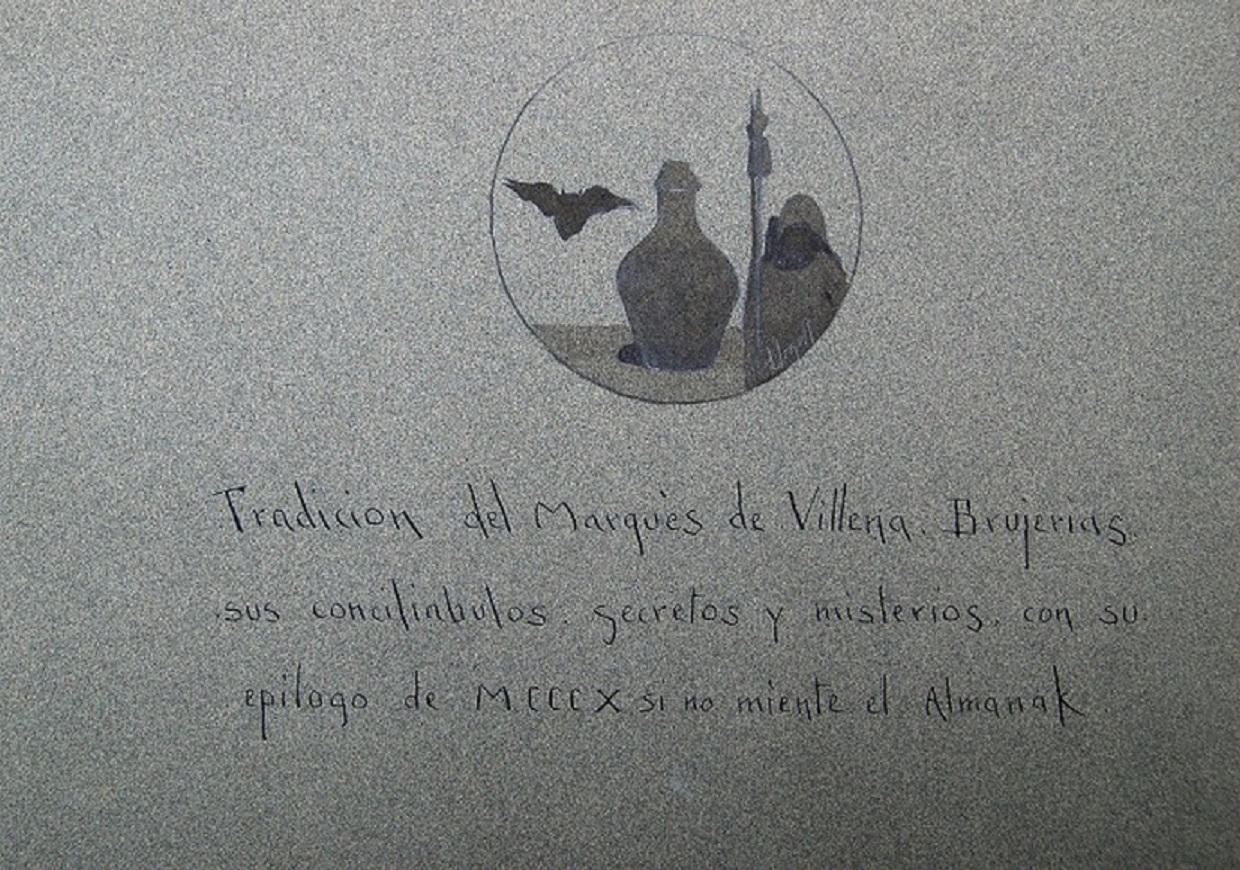 Tradicion del Marquès de Villena. Brujerias.
sus conciliabulos. secretos y misterios. con su
epilogo de MCCCX si no miente el Almanak